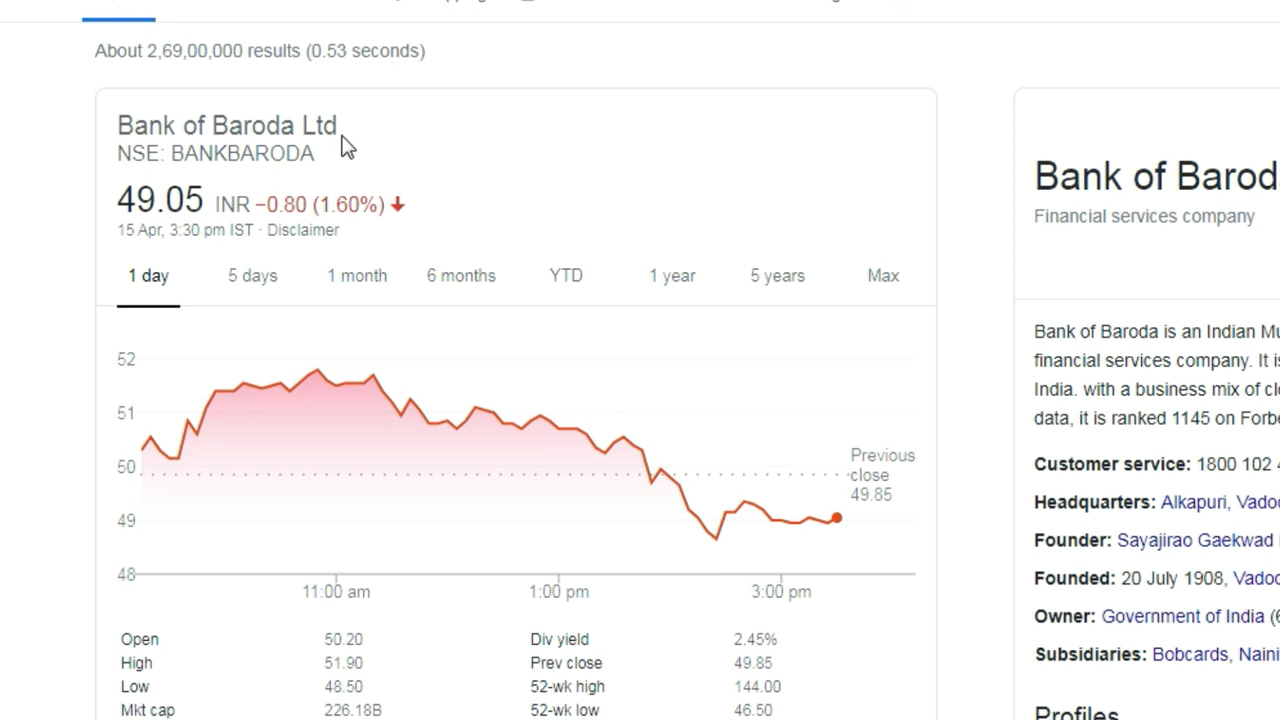 About 2,69,00,000 results (0.53 seconds)
Bank of Baroda Ltd
NSE: BANKBARODA
49.05 INR −0.80 (1.60%)
15 Apr, 3:30 pm IST · Disclaimer
1 day 5 days 1 month 6 months YTD 1 year 5 years Max
52
51
50
49
48
Previous
close
49.85
11:00 am 1:00 pm 3:00 pm
Open 50.20 Div yield 2.45%
High 51.90 Prev close 49.85
Low 48.50 52-wk high 144.00
Mkt cap 226.18B 52-wk low 46.50
Bank of Barod
Financial services company
Bank of Baroda is an Indian Mu
financial services company. It is
India. with a business mix of clo
data, it is ranked 1145 on Forbe
Customer service: 1800 102 4
Headquarters: Alkapuri, Vadod
Founder: Sayajirao Gaekwad
Founded: 20 July 1908, Vadod
Owner: Government of India (6
Subsidiaries: Bobcards, Naini
Profiles